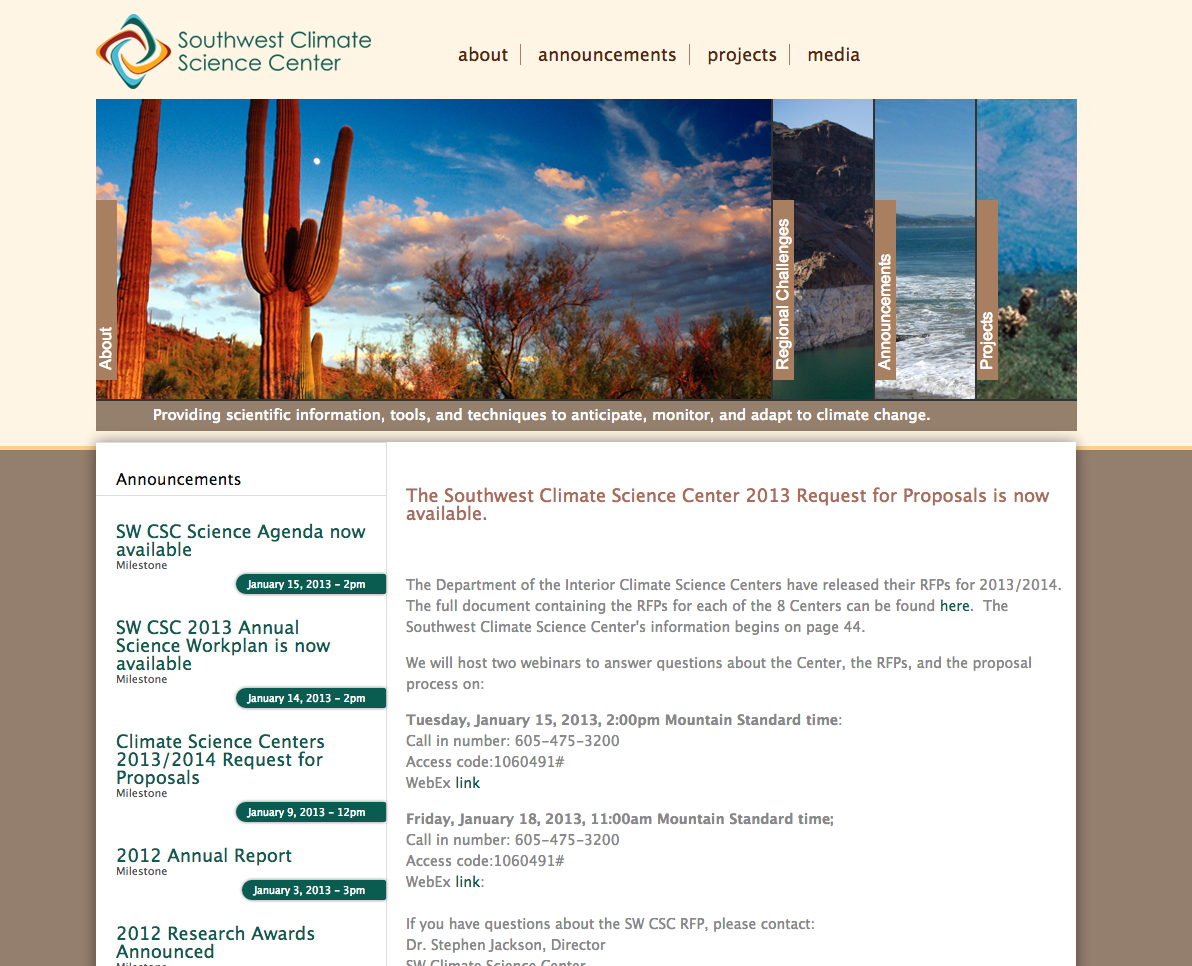 Southwest Climate
Science Center
about
announcements
projects
media
About
Regional Challenges
Announcements
Projects
Providing scientific information, tools, and techniques to anticipate, monitor, and adapt to climate change.
Announcements
SW CSC Science Agenda now
available
Milestone
January 15, 2013 – 2pm
SW CSC 2013 Annual
Science Workplan is now
available
Milestone
January 14, 2013 – 2pm
Climate Science Centers
2013/2014 Request for
Proposals
Milestone
January 9, 2013 – 12pm
2012 Annual Report
Milestone
January 3, 2013 – 3pm
2012 Research Awards
Announced
Milestone
The Southwest Climate Science Center 2013 Request for Proposals is now
available.
The Department of the Interior Climate Science Centers have released their RFPs for 2013/2014.
The full document containing the RFPs for each of the 8 Centers can be found here.  The
Southwest Climate Science Center's information begins on page 44.
We will host two webinars to answer questions about the Center, the RFPs, and the proposal
process on:
Tuesday, January 15, 2013, 2:00pm Mountain Standard time:
Call in number: 605-475-3200
Access code:1060491#
WebEx link
Friday, January 18, 2013, 11:00am Mountain Standard time;
Call in number: 605-475-3200
Access code:1060491#
WebEx link:
If you have questions about the SW CSC RFP, please contact:
Dr. Stephen Jackson, Director
SW Climate Science Center